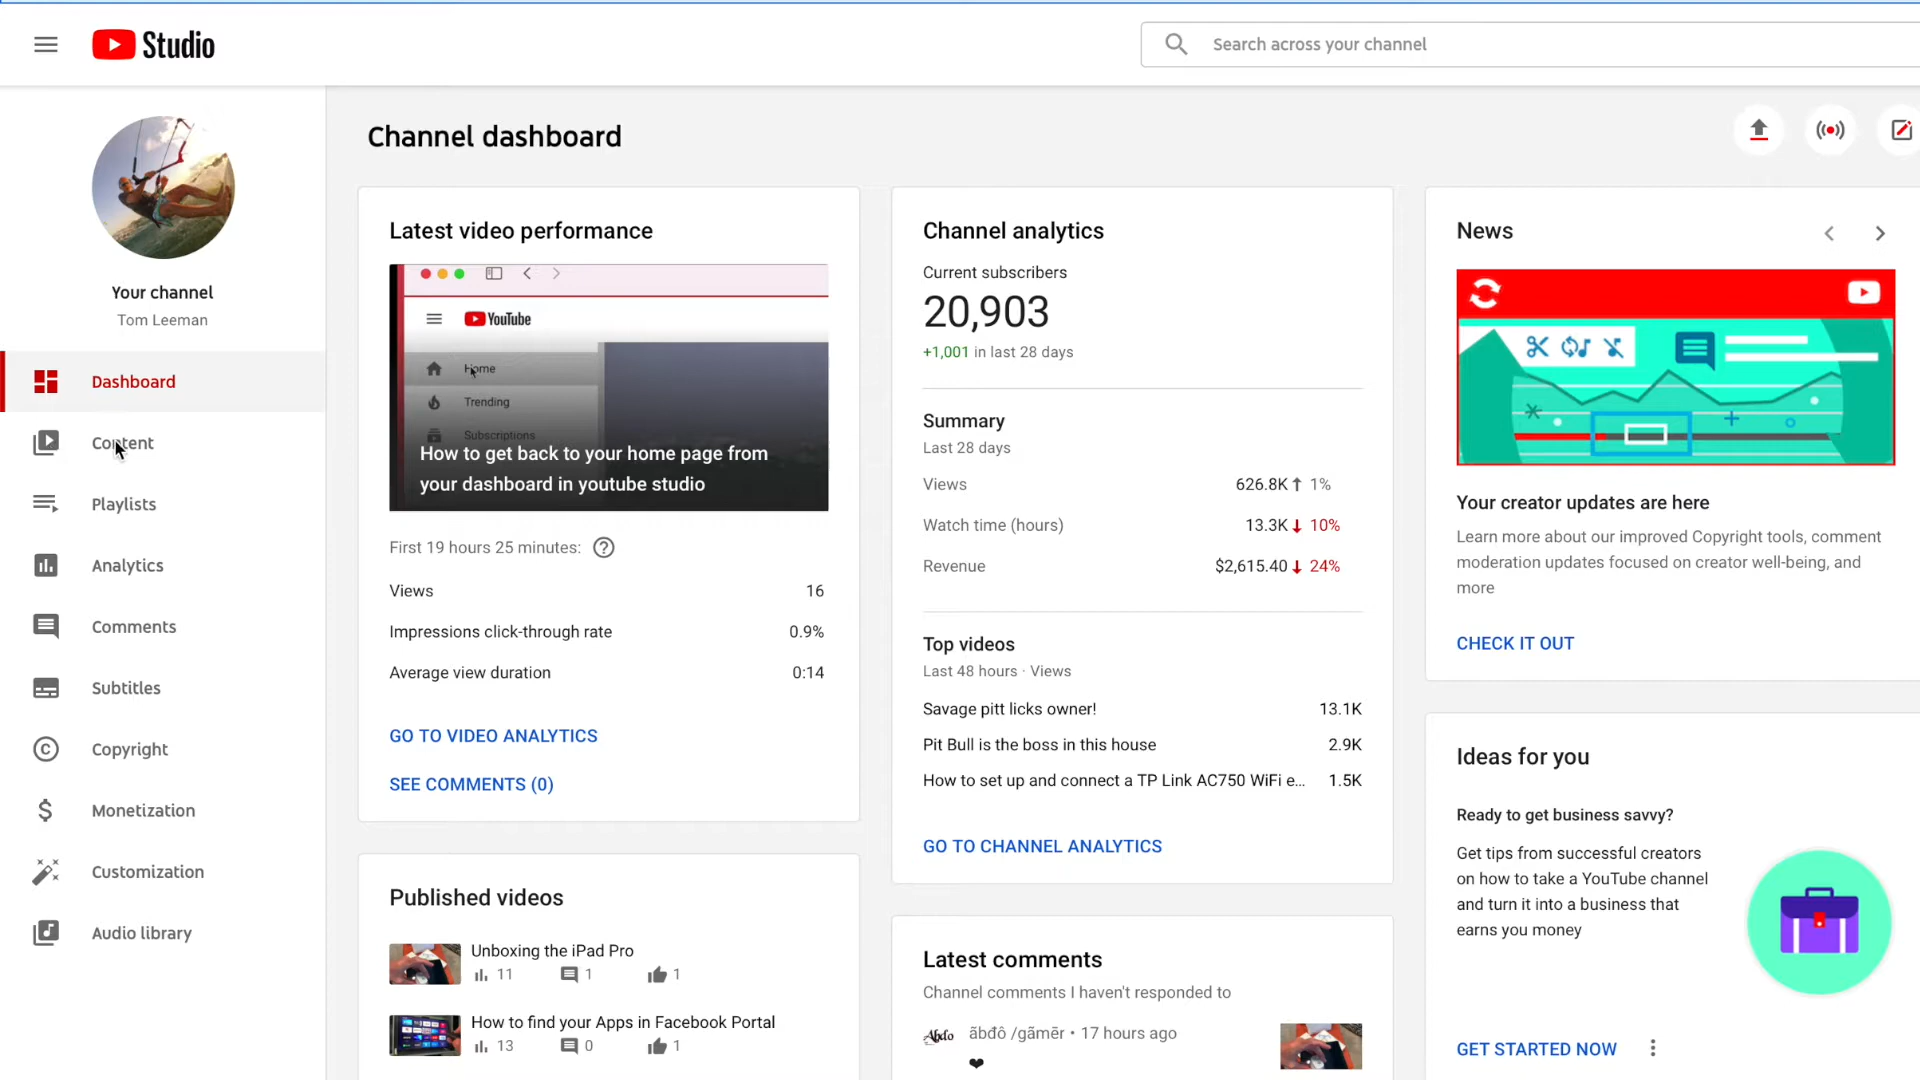 Studio
Search across your channel
Your channel
Tom Leeman
Dashboard
Content
Playlists
Analytics
Comments
Subtitles
Copyright
Monetization
Customization
Audio library
Channel dashboard
Latest video performance
YouTube
Home
Trending
Subscriptions
How to get back to your home page from
your dashboard in youtube studio
First 19 hours 25 minutes:
Views 16
Impressions click-through rate 0.9%
Average view duration 0:14
GO TO VIDEO ANALYTICS
SEE COMMENTS (0)
Published videos
Unboxing the iPad Pro
11 1 1
How to find your Apps in Facebook Portal
13 0 1
Channel analytics
Current subscribers
20,903
+1,001 in last 28 days
Summary
Last 28 days
Views 626.8K 1%
Watch time (hours) 13.3K 10%
Revenue $2,615.40 24%
Top videos
Last 48 hours · Views
Savage pitt licks owner! 13.1K
Pit Bull is the boss in this house 2.9K
How to set up and connect a TP Link AC750 WiFi e... 1.5K
GO TO CHANNEL ANALYTICS
Latest comments
Channel comments I haven't responded to
Abdo
ãbđô /gãmēr • 17 hours ago
❤
News
Your creator updates are here
Learn more about our improved Copyright tools, comment
moderation updates focused on creator well-being, and
more
CHECK IT OUT
Ideas for you
Ready to get business savvy?
Get tips from successful creators
on how to take a YouTube channel
and turn it into a business that
earns you money
GET STARTED NOW